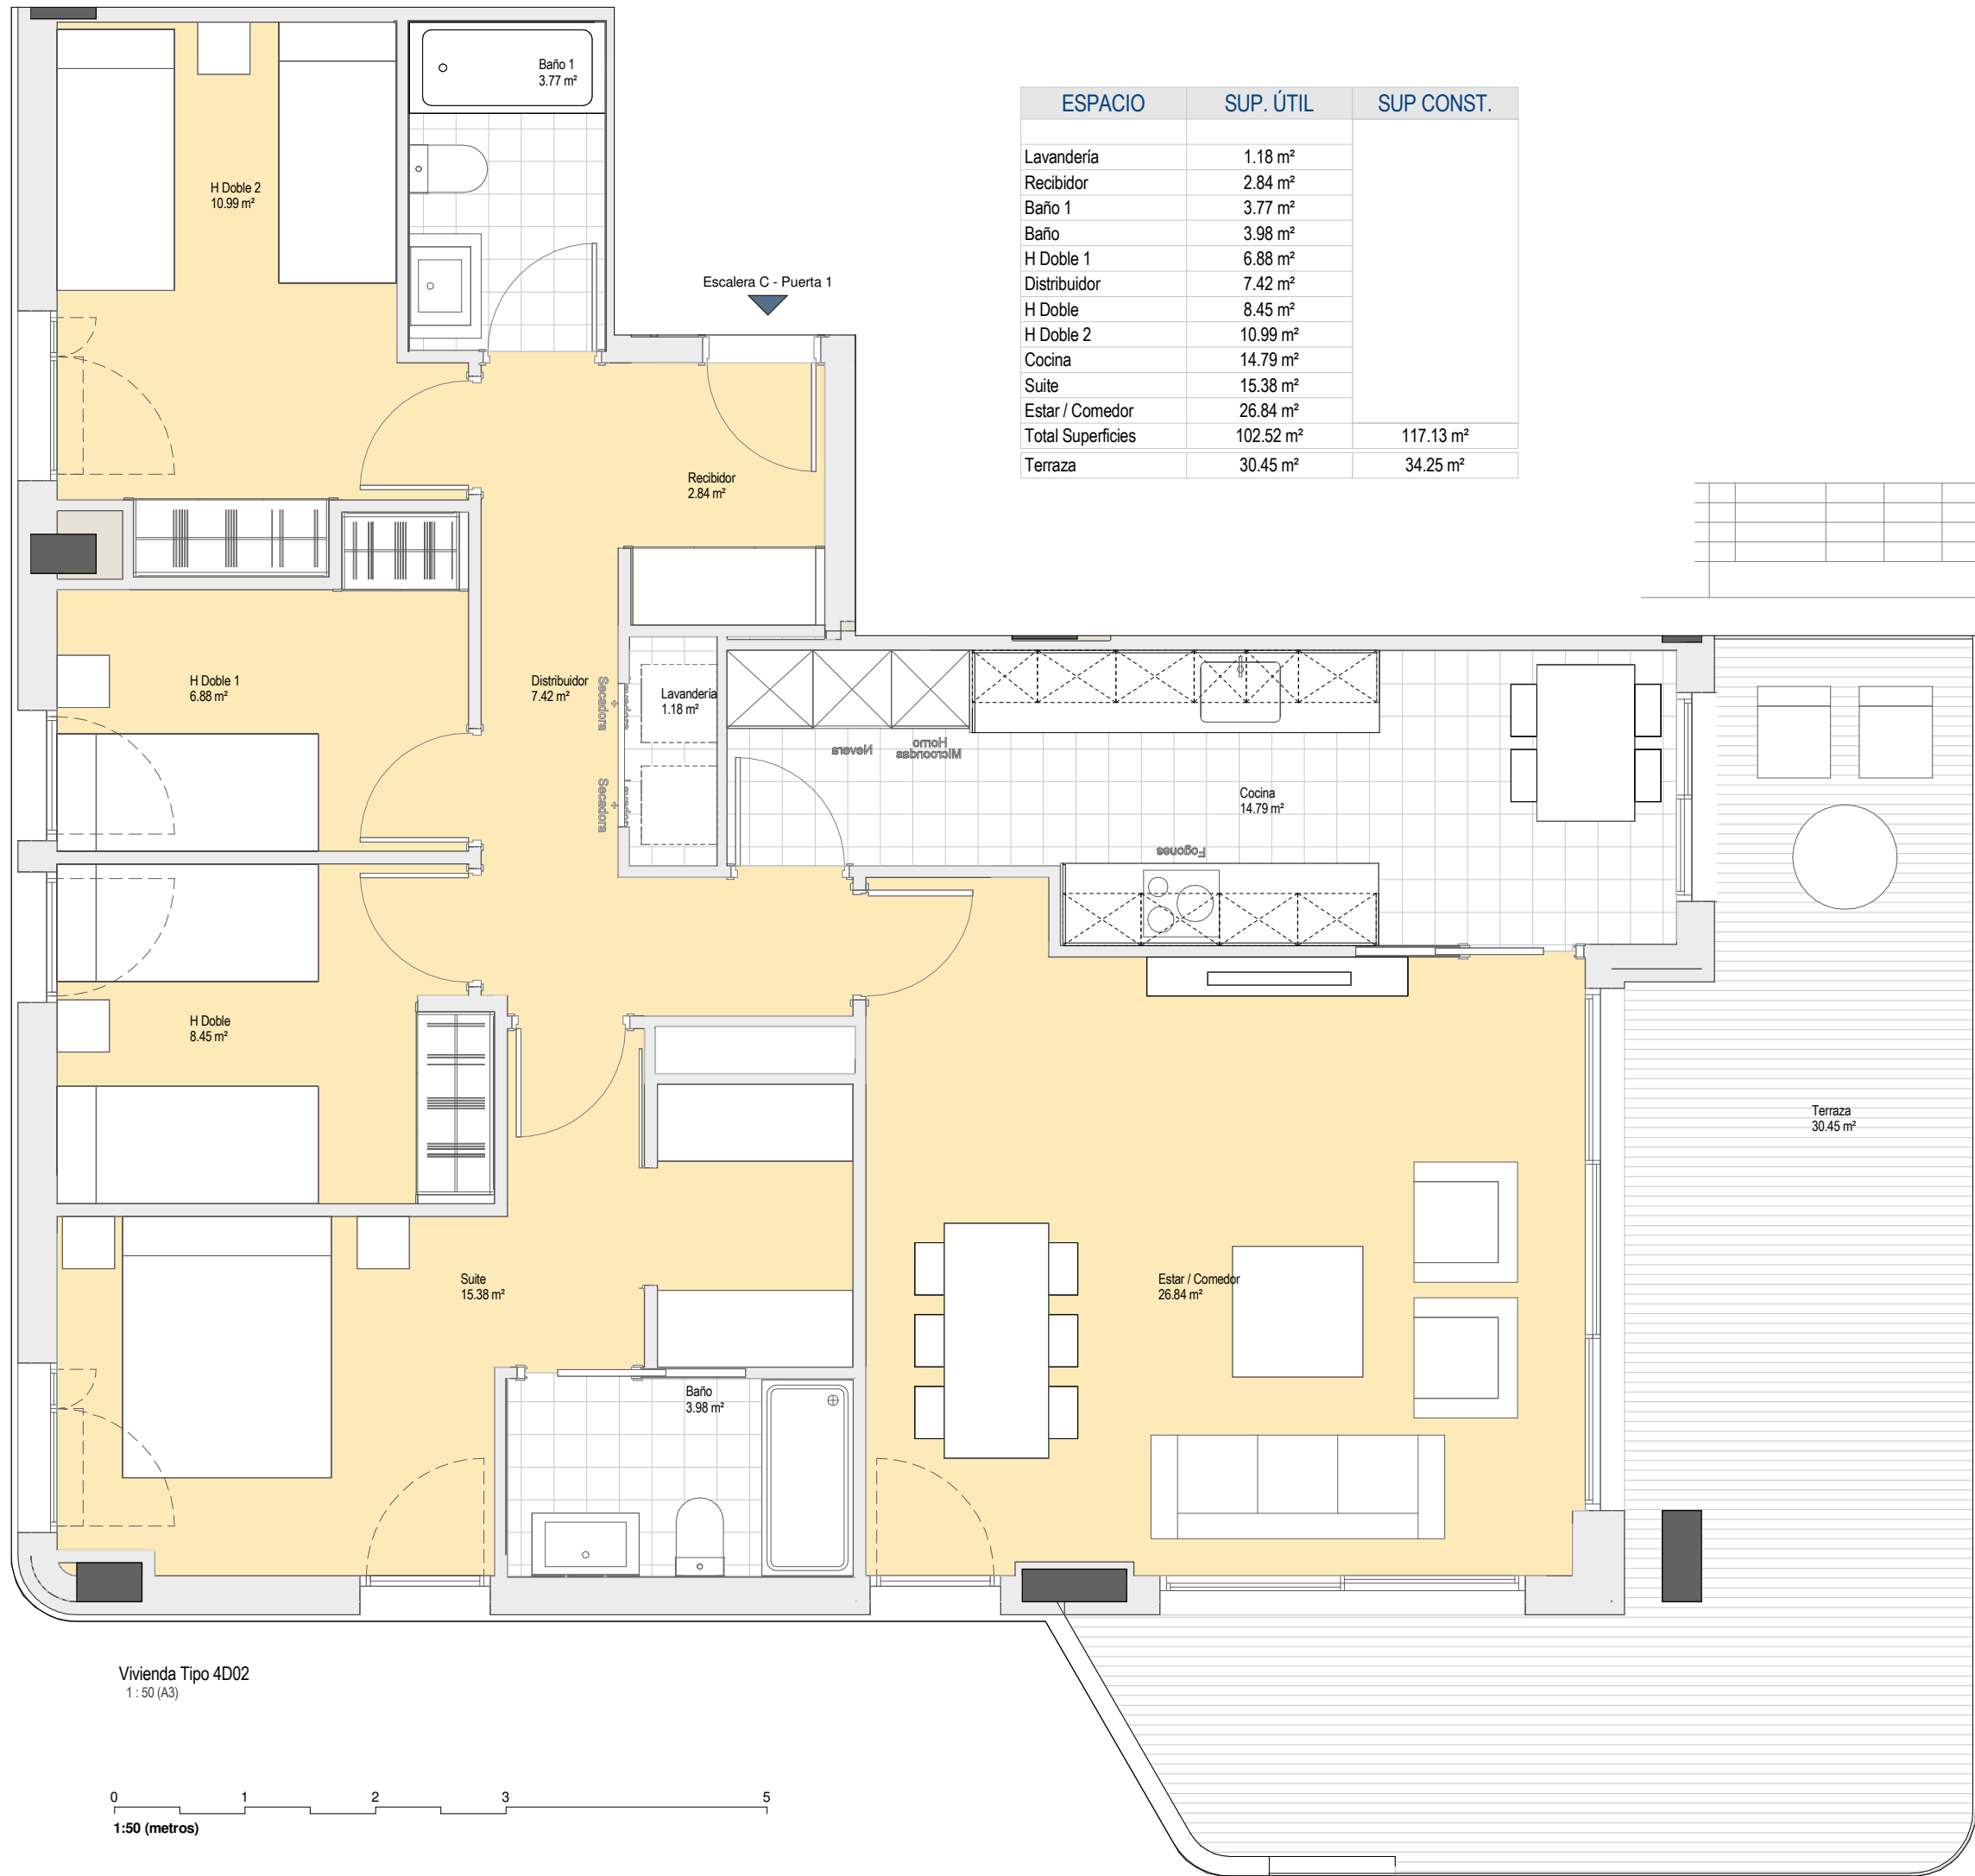 Baño 1
3.77 m²
H Doble 2
10.99 m²
Escalera C - Puerta 1
ESPACIO SUP. ÚTIL SUP CONST.
Lavandería 1.18 m²
Recibidor 2.84 m²
Baño 1 3.77 m²
Baño 3.98 m²
H Doble 1 6.88 m²
Distribuidor 7.42 m²
H Doble 8.45 m²
H Doble 2 10.99 m²
Cocina 14.79 m²
Suite 15.38 m²
Estar / Comedor 26.84 m²
Total Superficies 102.52 m² 117.13 m²
Terraza 30.45 m² 34.25 m²
Recibidor
2.84 m²
H Doble 1
6.88 m²
Distribuidor
7.42 m²
Secadora
+
Lavandería
1.18 m²
Secadora
+
Nevera
Horno
Microondas
Cocina
14.79 m²
Fogones
H Doble
8.45 m²
Terraza
30.45 m²
Suite
15.38 m²
Estar / Comedor
26.84 m²
Baño
3.98 m²
Vivienda Tipo 4D02
1 : 50 (A3)
0 1 2 3 5
1:50 (metros)